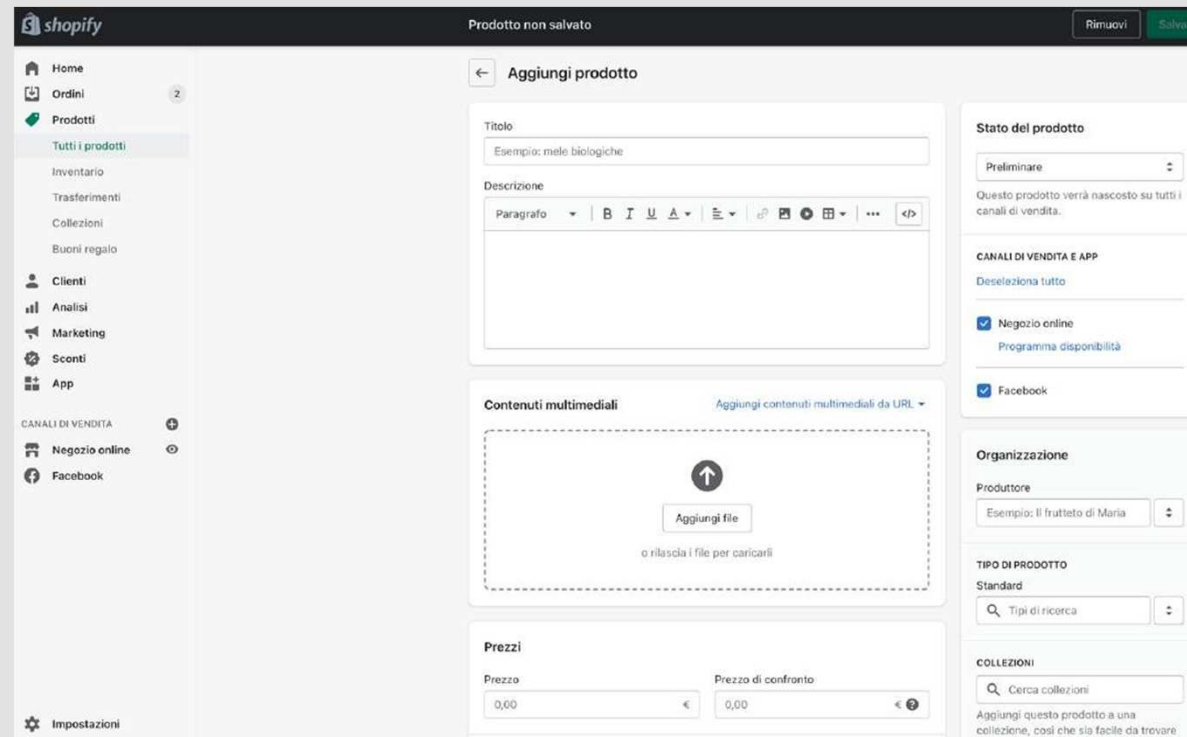 shopify
Prodotto non salvato
Rimuovi
Home
Ordini 2
Prodotti
Tutti i prodotti
Inventario
Trasferimenti
Collezioni
Buoni regalo
Clienti
Analisi
Marketing
Sconti
App
CANALI DI VENDITA
Negozio online
Facebook
Impostazioni
Aggiungi prodotto
Titolo
Esempio: mele biologiche
Descrizione
Paragrafo B I U A ... </>
Contenuti multimediali Aggiungi contenuti multimediali da URL
Aggiungi file
o rilascia i file per caricarli
Prezzi
Prezzo Prezzo di confronto
0,00 € 0,00 € ?
Stato del prodotto
Preliminare
Questo prodotto verrà nascosto su tutti i
canali di vendita.
CANALI DI VENDITA E APP
Deseleziona tutto
Negozio online
Programma disponibilità
Facebook
Organizzazione
Produttore
Esempio: Il frutteto di Maria
TIPO DI PRODOTTO
Standard
Tipi di ricerca
COLLEZIONI
Cerca collezioni
Aggiungi questo prodotto a una
collezione, così che sia facile da trovare